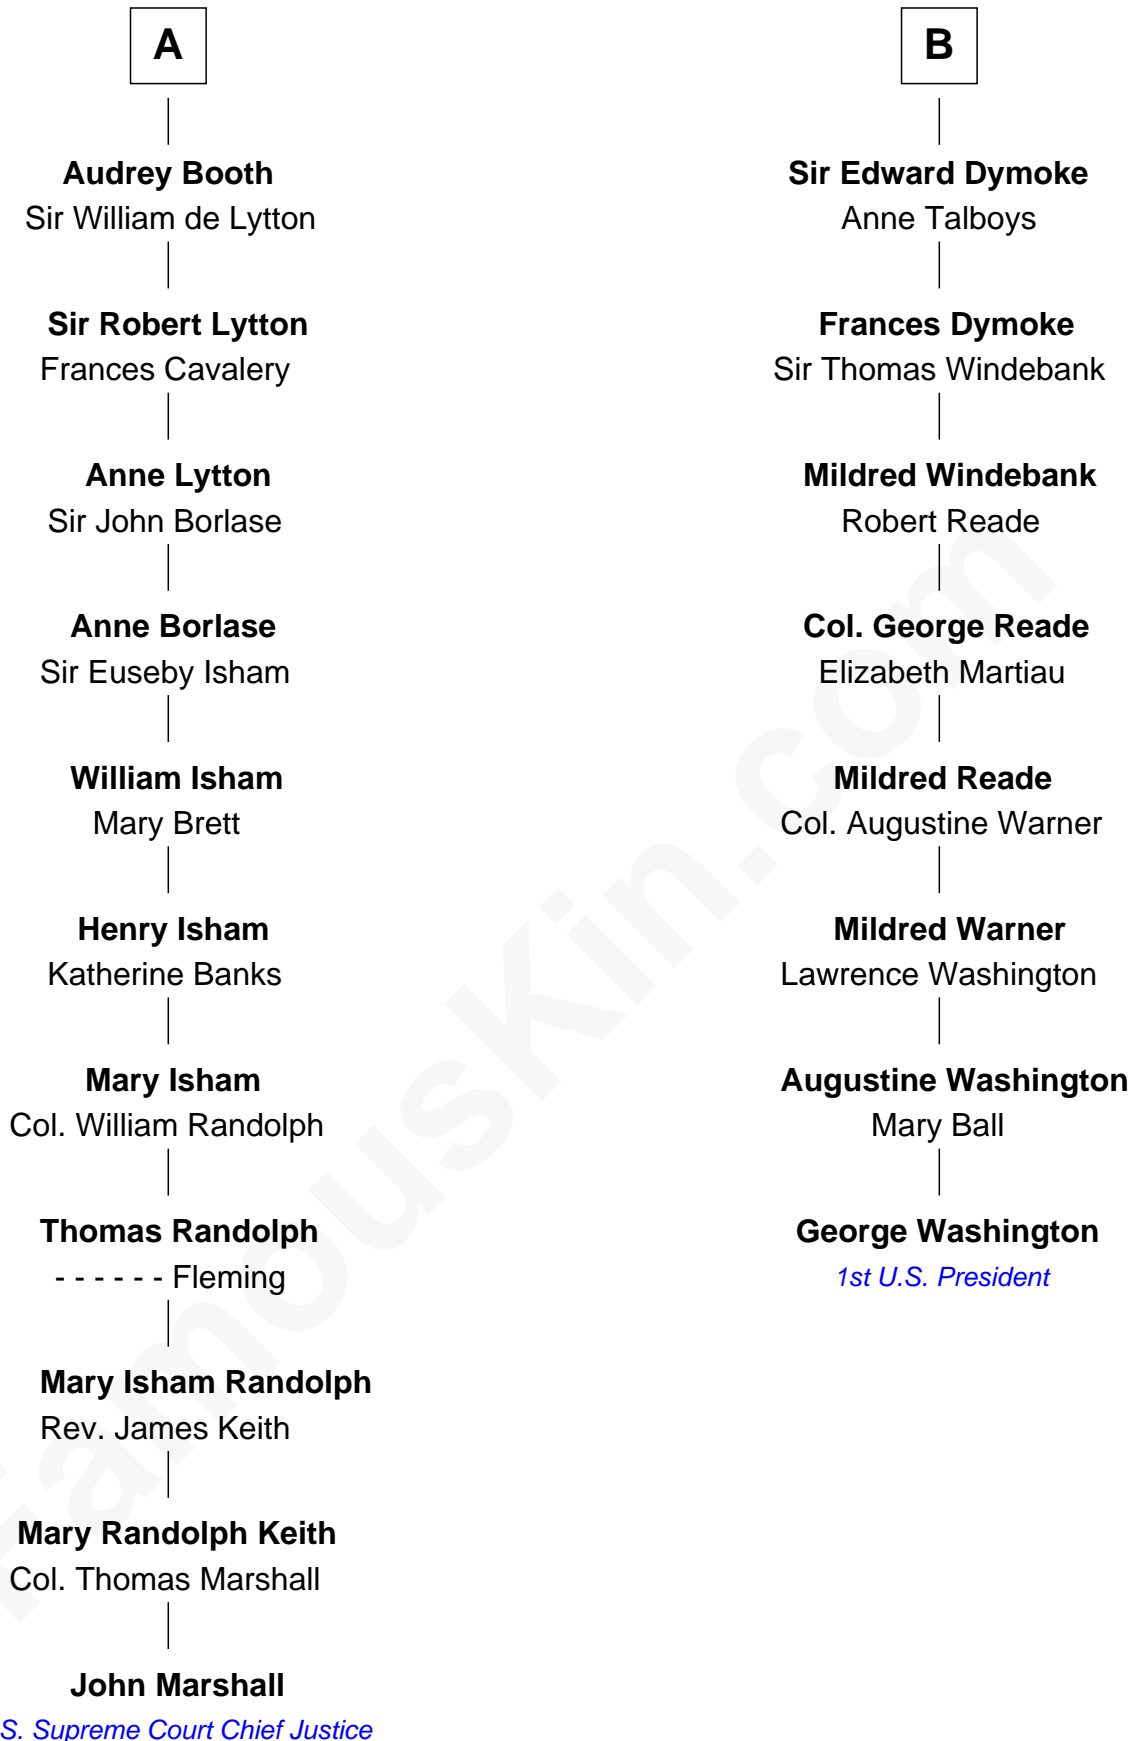 A
Audrey Booth
Sir William de Lytton
Sir Robert Lytton
Frances Cavalery
Anne Lytton
Sir John Borlase
Anne Borlase
Sir Euseby Isham
William Isham
Mary Brett
Henry Isham
Katherine Banks
Mary Isham
Col. William Randolph
Thomas Randolph
- - - - - - Fleming
Mary Isham Randolph
Rev. James Keith
Mary Randolph Keith
Col. Thomas Marshall
John Marshall
S. Supreme Court Chief Justice
B
Sir Edward Dymoke
Anne Talboys
Frances Dymoke
Sir Thomas Windebank
Mildred Windebank
Robert Reade
Col. George Reade
Elizabeth Martiau
Mildred Reade
Col. Augustine Warner
Mildred Warner
Lawrence Washington
Augustine Washington
Mary Ball
George Washington
1st U.S. President
FamousKin.com